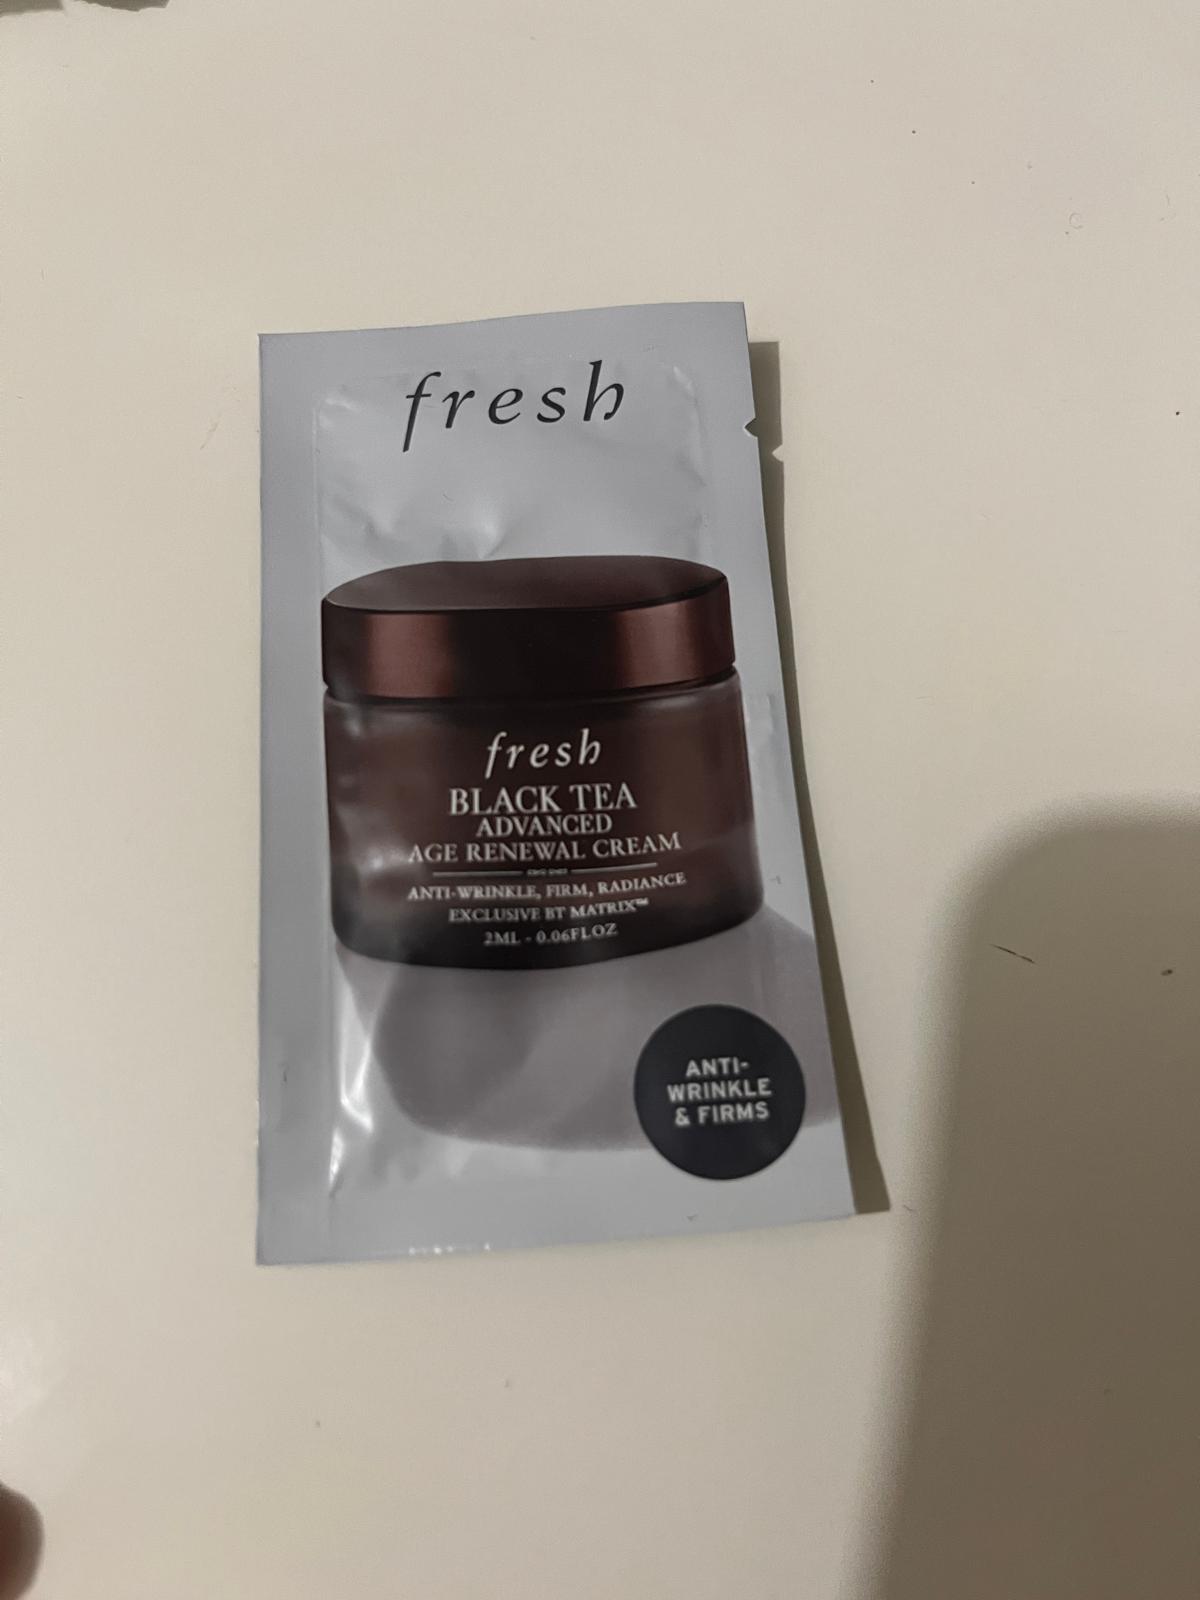 fresh
fresh
BLACK TEA
ADVANCED
AGE RENEWAL CREAM
ANTI-WRINKLE, FIRM, RADIANCE
EXCLUSIVE BT MATRIX™
2ML - 0.06FLOZ
ANTI-
WRINKLE
& FIRMS